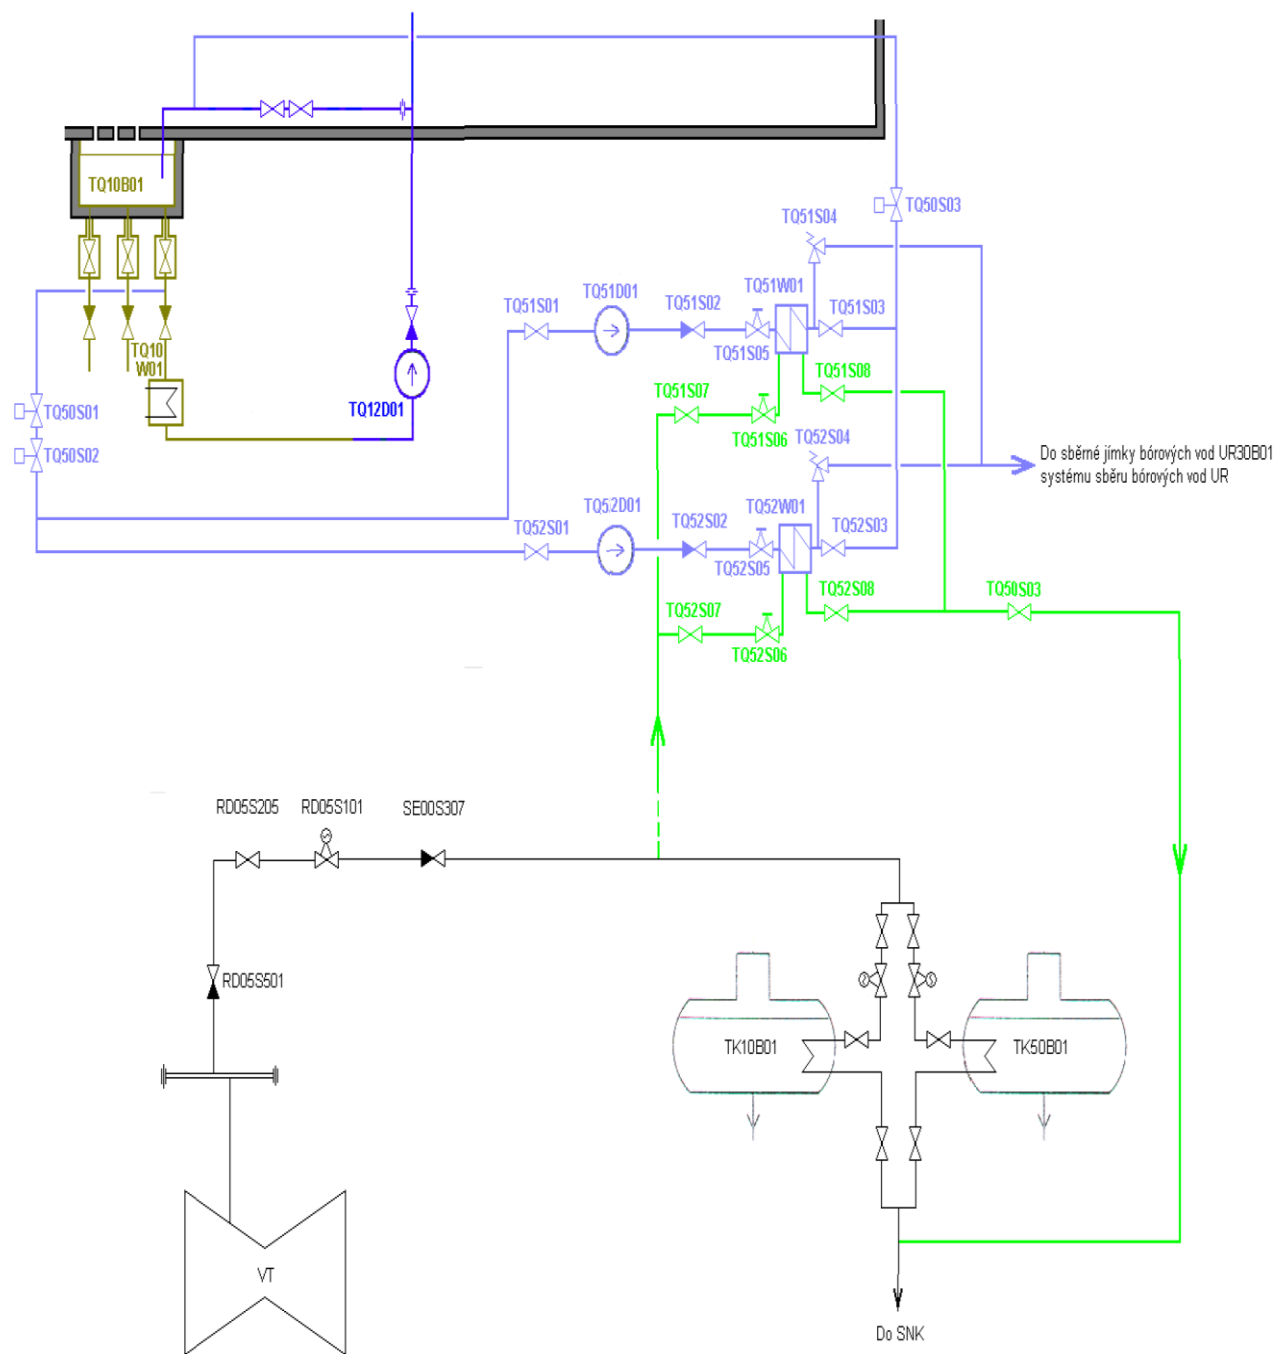 TQ10B01
TQ50S03
TQ51S04
TQ51W01
TQ51D01
TQ51S02
TQ51S01
TQ51S03
TQ51S05
TQ10
W01
TQ51S08
TQ51S07
TQ50S01
TQ12D01
TQ51S06
TQ52S04
TQ50S02
Do sběrné jímky bórových vod UR30B01
systému sběru bórových vod UR
TQ52D01
TQ52W01
TQ52S01
TQ52S02
TQ52S03
TQ52S05
TQ52S07
TQ52S08
TQ50S03
TQ52S06
RD05S205
RD05S101
SE00S307
RD05S501
TK10B01
TK50B01
VT
Do SNK